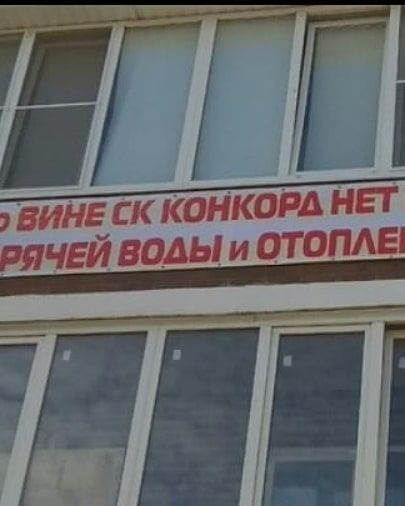 О ВИНЕ СК КОНКОРД НЕТ
РЯЧЕЙ ВОДЫ и ОТОПЛЕ